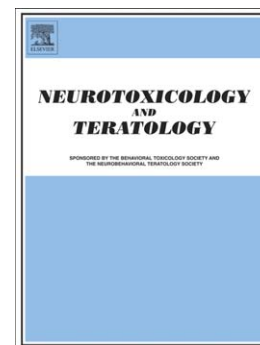 ELSEVIER
NEUROTOXICOLOGY
AND
TERATOLOGY
SPONSORED BY THE BEHAVIORAL TOXICOLOGY SOCIETY AND
THE NEUROBEHAVIORAL TERATOLOGY SOCIETY